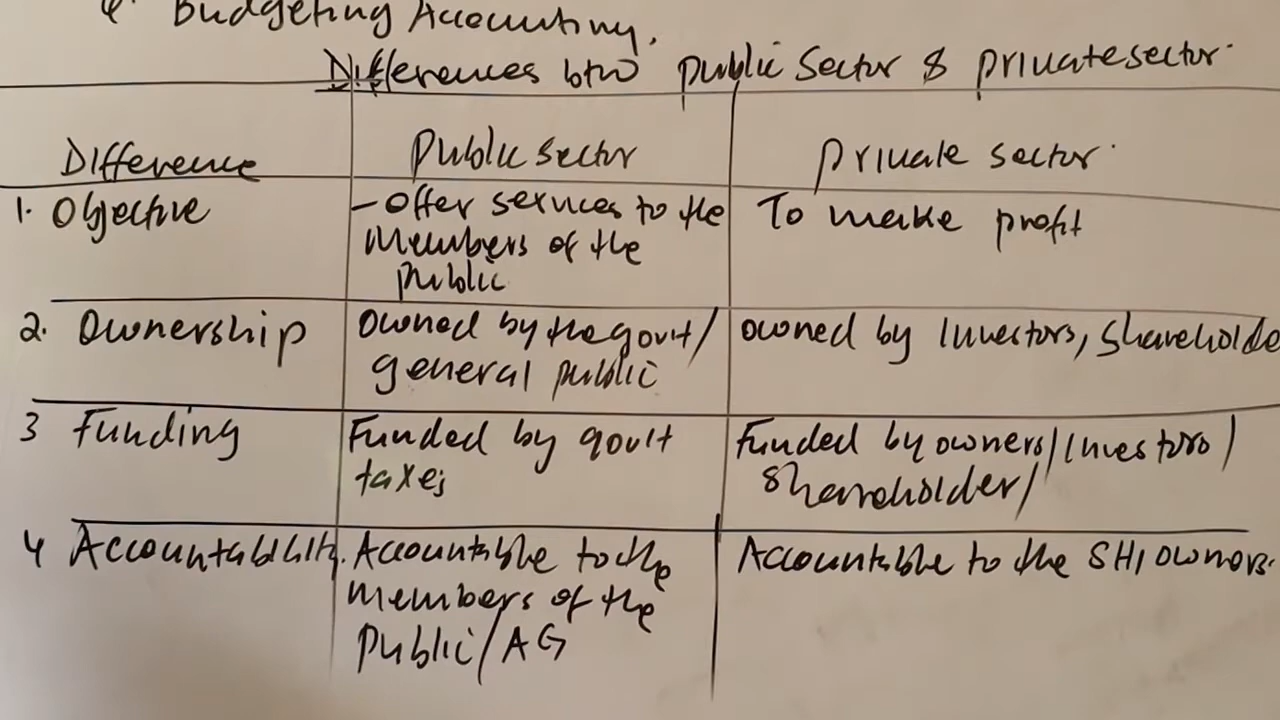 4. Budgeting Accounting.
Differences btw public sector & private sector.
Difference
Public sector
private sector.
1. Objective
- Offer services to the
Members of the
public
To make profit
2. Ownership
Owned by the govt/
general public
owned by Investors, Shareholde
3 Funding
Funded by govt
taxes
Funded by owners/Investors/
Shareholder/
4 Accountability.
Accountable to the
Members of the
Public/AG
Accountable to the SH/owners.